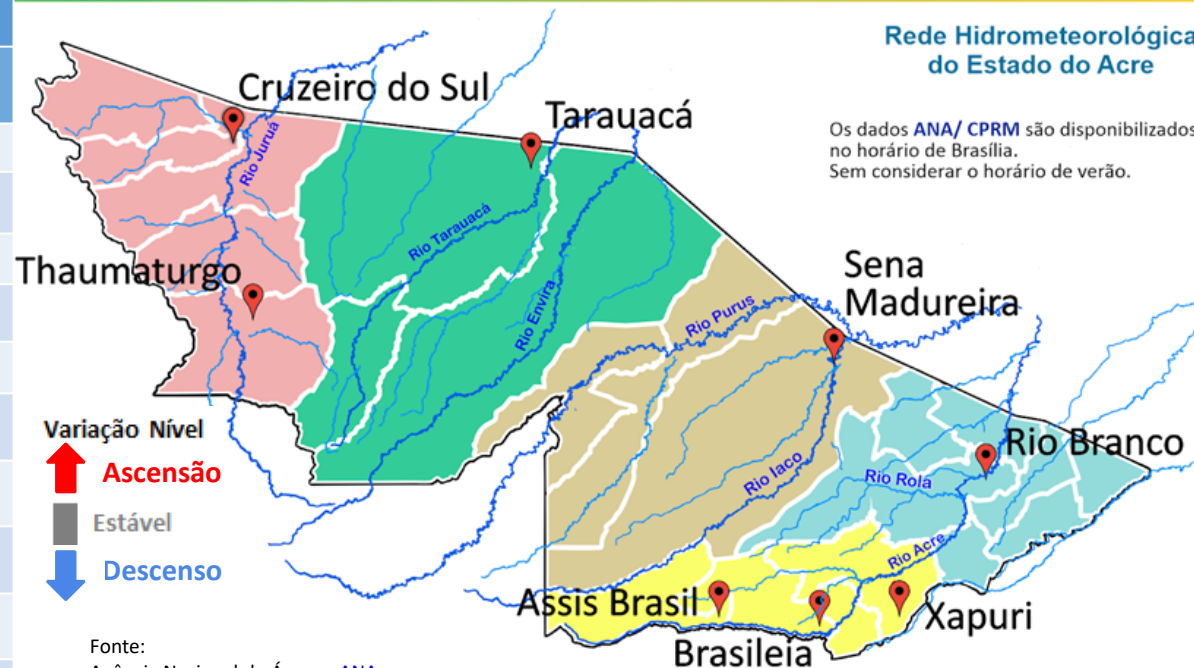 Rede Hidrometeorológica
do Estado do Acre
Os dados ANA/ CPRM são disponibilizados
no horário de Brasília.
Sem considerar o horário de verão.
Cruzeiro do Sul
Tarauacá
Rio Juruá
Rio Tarauacá
Thaumaturgo
Rio Envira
Sena
Madureira
Rio Purus
Variação Nível
Ascensão
Estável
Descenso
Rio Branco
Rio Iaco
Rio Rola
Rio Acre
Assis Brasil
Xapuri
Brasileia
Fonte: